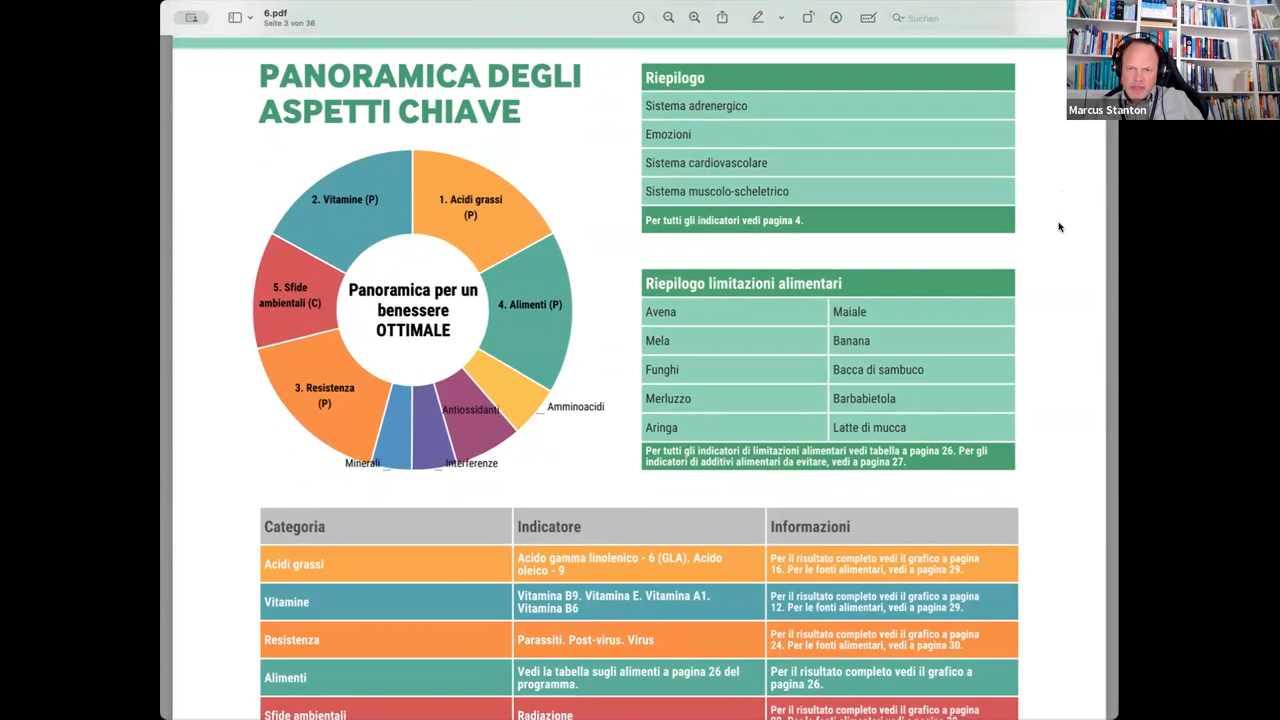 6.pdf
Seite 3 von 36
Suchen
Marcus Stanton
PANORAMICA DEGLI
ASPETTI CHIAVE
2. Vitamine (P)
1. Acidi grassi
(P)
5. Sfide
ambientali (C)
4. Alimenti (P)
Panoramica per un
benessere
OTTIMALE
3. Resistenza
(P)
Antiossidanti
Amminoacidi
Minerali
Interferenze
Riepilogo
Sistema adrenergico
Emozioni
Sistema cardiovascolare
Sistema muscolo-scheletrico
Per tutti gli indicatori vedi pagina 4.
Riepilogo limitazioni alimentari
Avena Maiale
Mela Banana
Funghi Bacca di sambuco
Merluzzo Barbabietola
Aringa Latte di mucca
Per tutti gli indicatori di limitazioni alimentari vedi tabella a pagina 26. Per gli
indicatori di additivi alimentari da evitare, vedi a pagina 27.
Categoria Indicatore Informazioni
Acidi grassi
Acido gamma linolenico - 6 (GLA). Acido
oleico - 9
Per il risultato completo vedi il grafico a pagina
16. Per le fonti alimentari, vedi a pagina 29.
Vitamine
Vitamina B9. Vitamina E. Vitamina A1.
Vitamina B6
Per il risultato completo vedi il grafico a pagina
12. Per le fonti alimentari, vedi a pagina 29.
Resistenza
Parassiti. Post-virus. Virus
Per il risultato completo vedi il grafico a pagina
24. Per le fonti alimentari, vedi a pagina 30.
Alimenti
Vedi la tabella sugli alimenti a pagina 26 del
programma.
Per il risultato completo vedi il grafico a
pagina 26.
Sfide ambientali
Radiazione
Per il risultato completo vedi il grafico a pagina